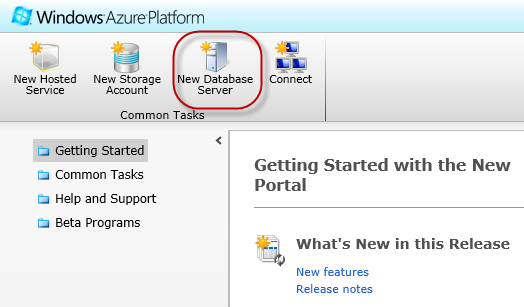 Windows Azure Platform
New Hosted Service
New Storage Account
New Database Server
Connect
Common Tasks
Getting Started
Common Tasks
Help and Support
Beta Programs
Getting Started with the New
Portal
What's New in this Release
New features
Release notes